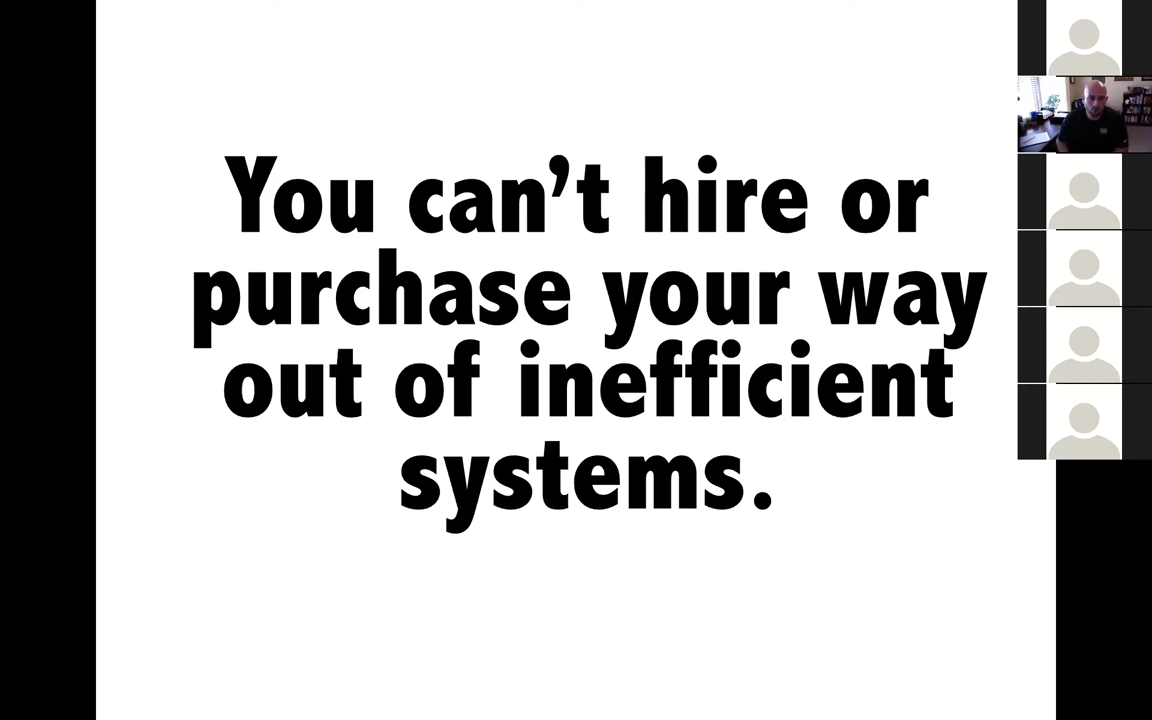 You can’t hire or
purchase your way
out of inefficient
systems.